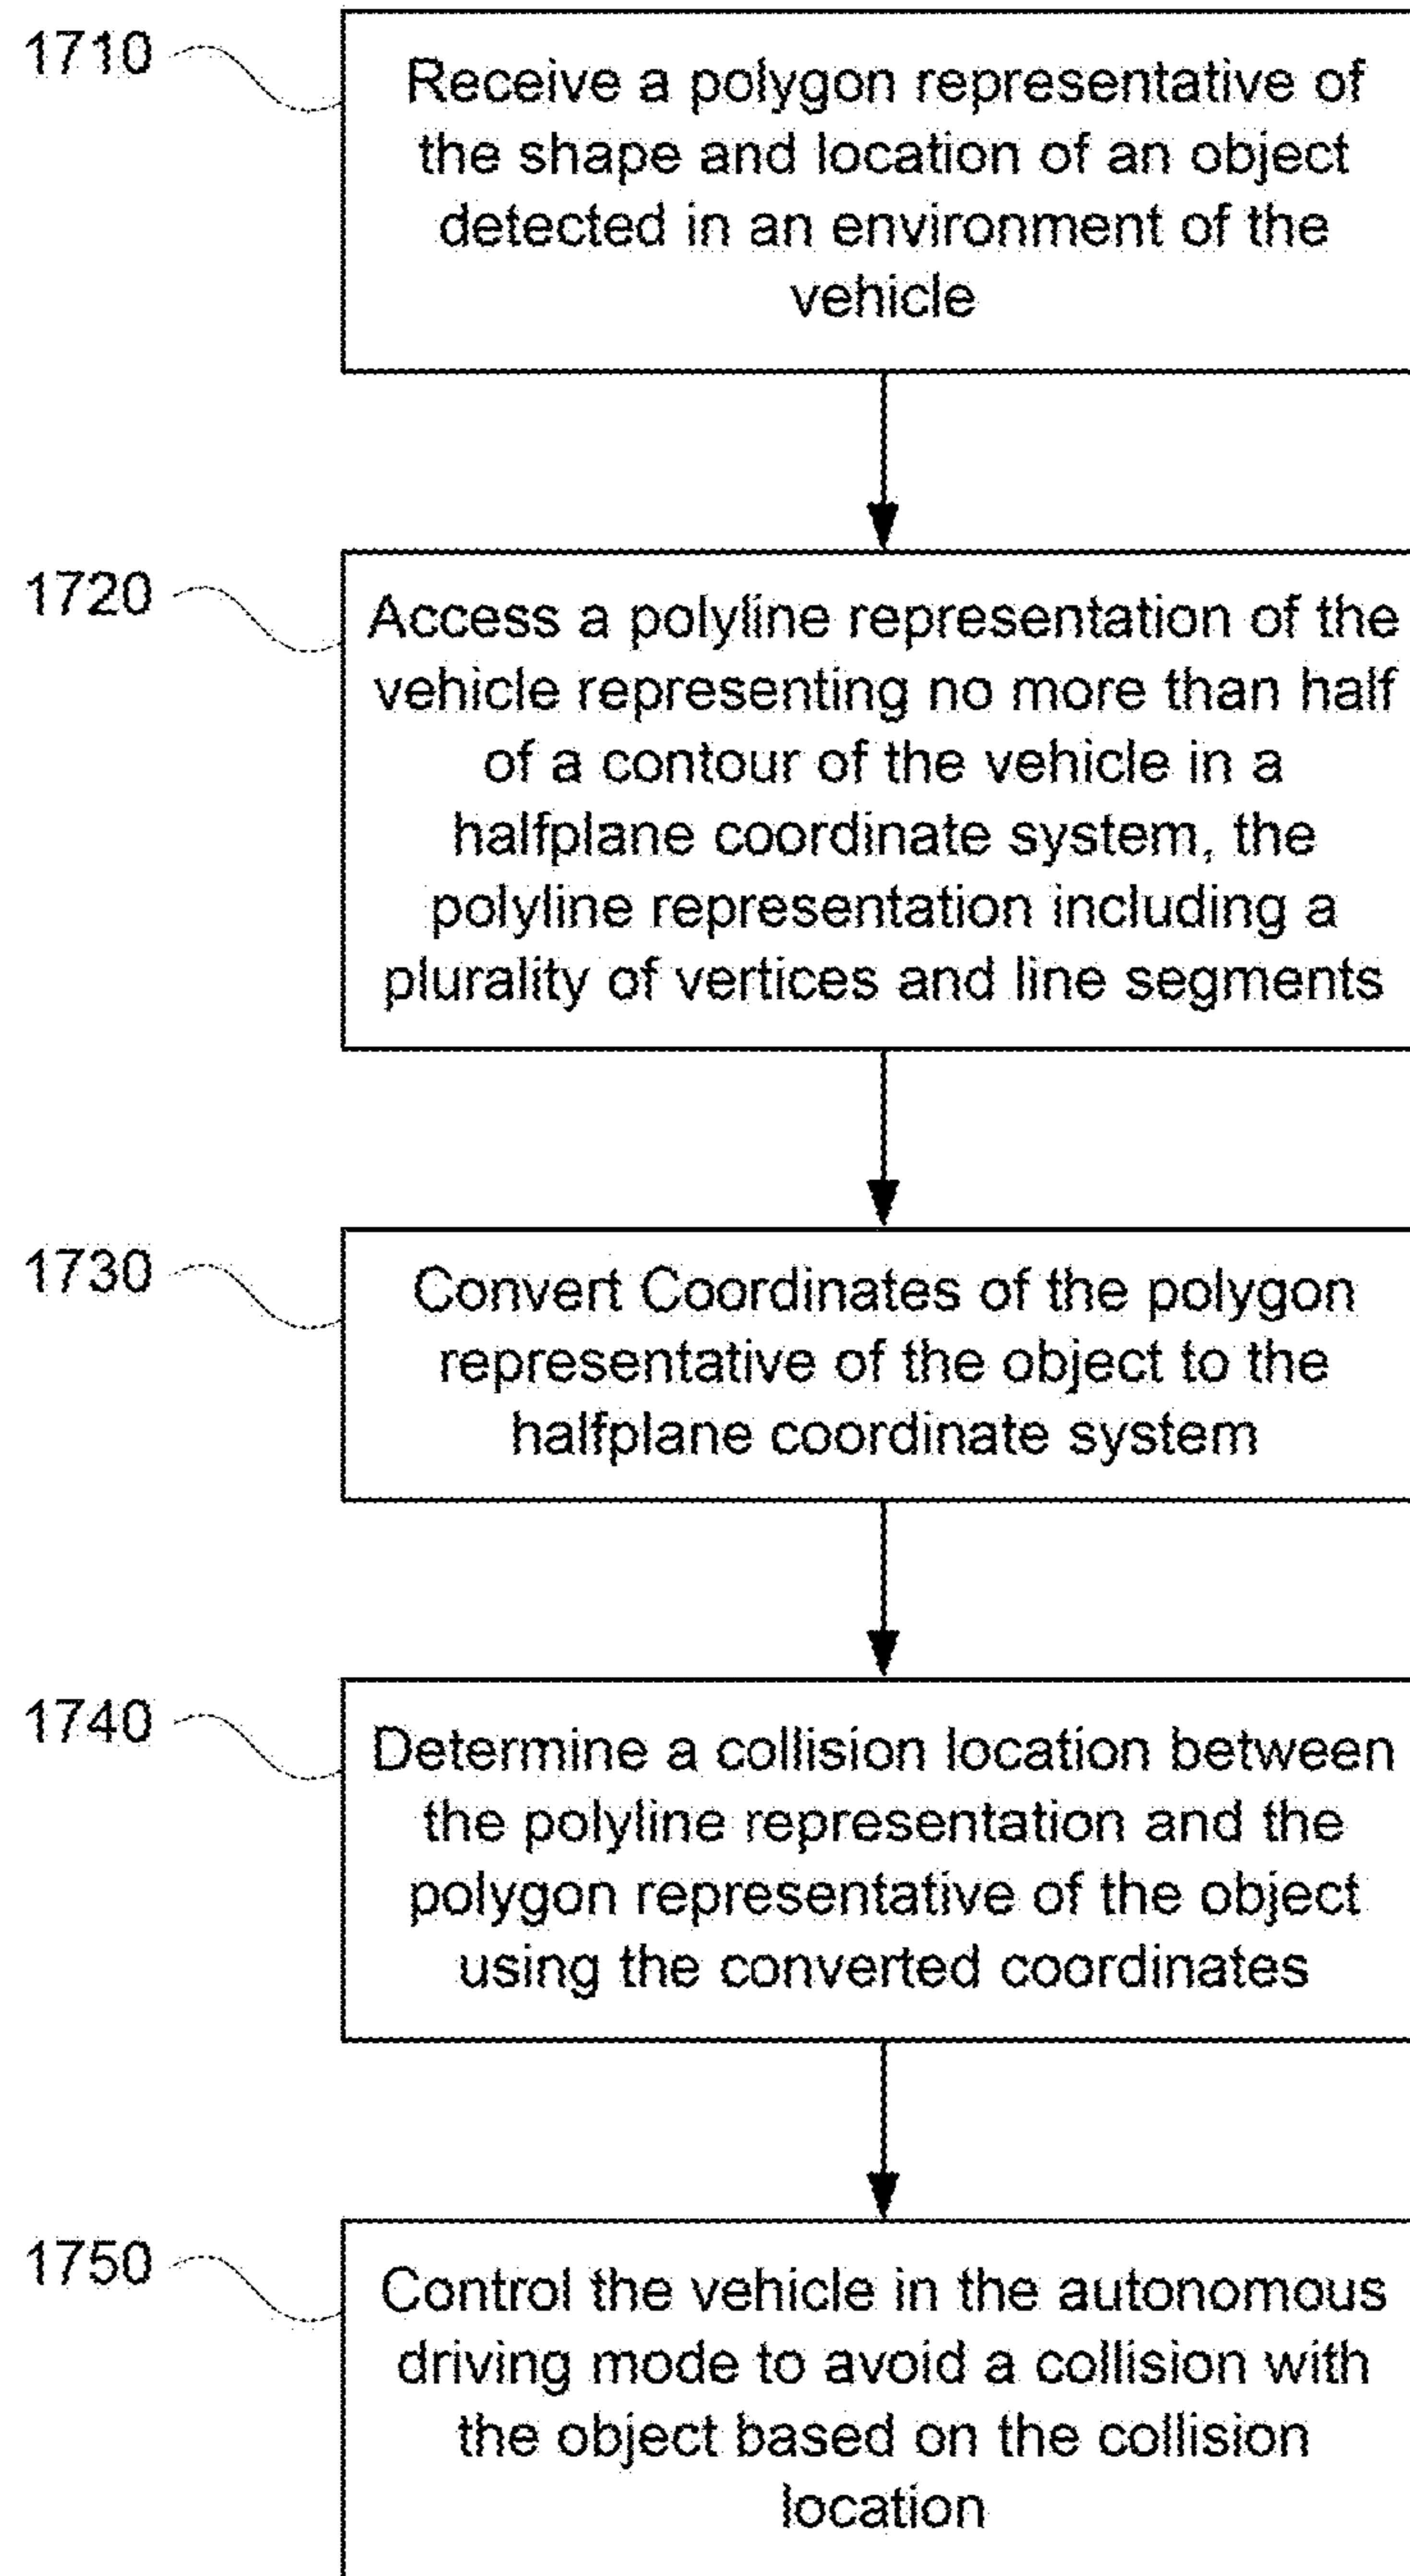 1710
Receive a polygon representative of
the shape and location of an object
detected in an environment of the
vehicle
1720
Access a polyline representation of the
vehicle representing no more than half
of a contour of the vehicle in a
halfplane coordinate system, the
polyline representation including a
plurality of vertices and line segments
1730
Convert Coordinates of the polygon
representative of the object to the
halfplane coordinate system
1740
Determine a collision location between
the polyline representation and the
polygon representative of the object
using the converted coordinates
1750
Control the vehicle in the autonomous
driving mode to avoid a collision with
the object based on the collision
location